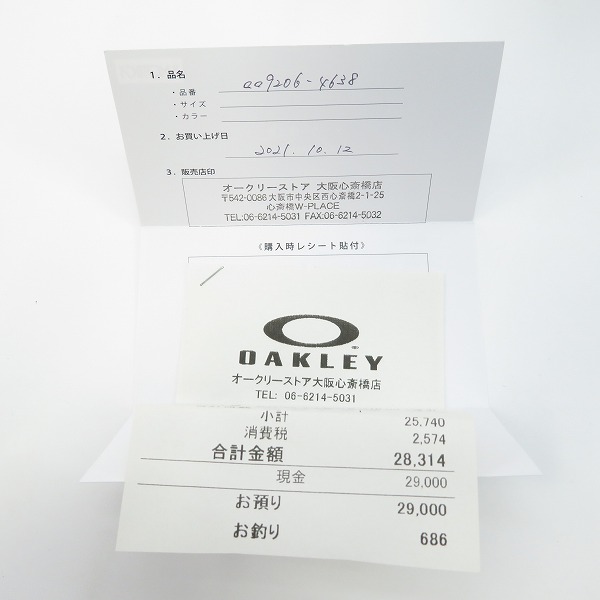 1. 品名
aa9206-4638
・品番
・サイズ
・カラー
2. お買い上げ日
2021. 10. 12
3. 販売店印
オークリーストア 大阪心斎橋店
〒542-0086 大阪市中央区西心斎橋2-1-25
心斎橋W-PLACE
TEL:06-6214-5031 FAX:06-6214-5032
《購入時レシート貼付》
®
OAKLEY
オークリーストア大阪心斎橋店
TEL: 06-6214-5031
小計 25,740
消費税 2,574
合計金額 28,314
現金 29,000
お預り 29,000
お釣り 686